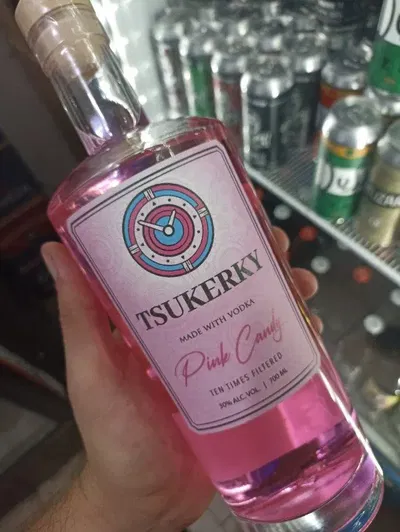 TSUKERKY
MADE WITH VODKA
Pink Candy
TEN TIMES FILTERED
30% ALC.VOL. | 700 ML